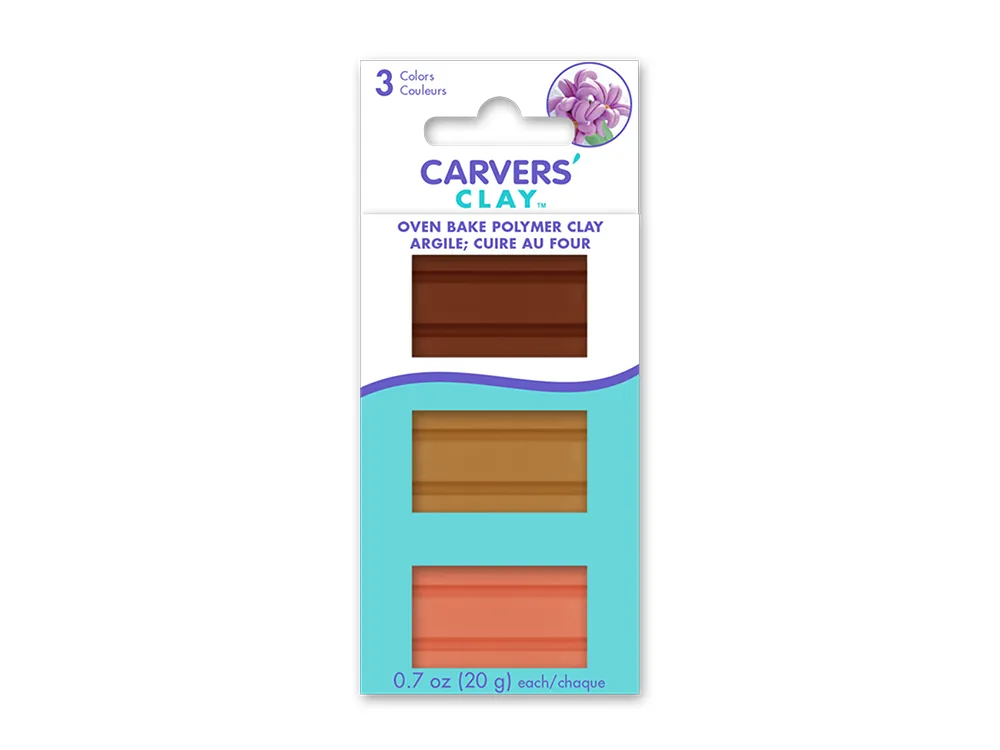 3 Colors
Couleurs
CARVERS'
CLAY™
OVEN BAKE POLYMER CLAY
ARGILE; CUIRE AU FOUR
0.7 oz (20 g) each/chaque